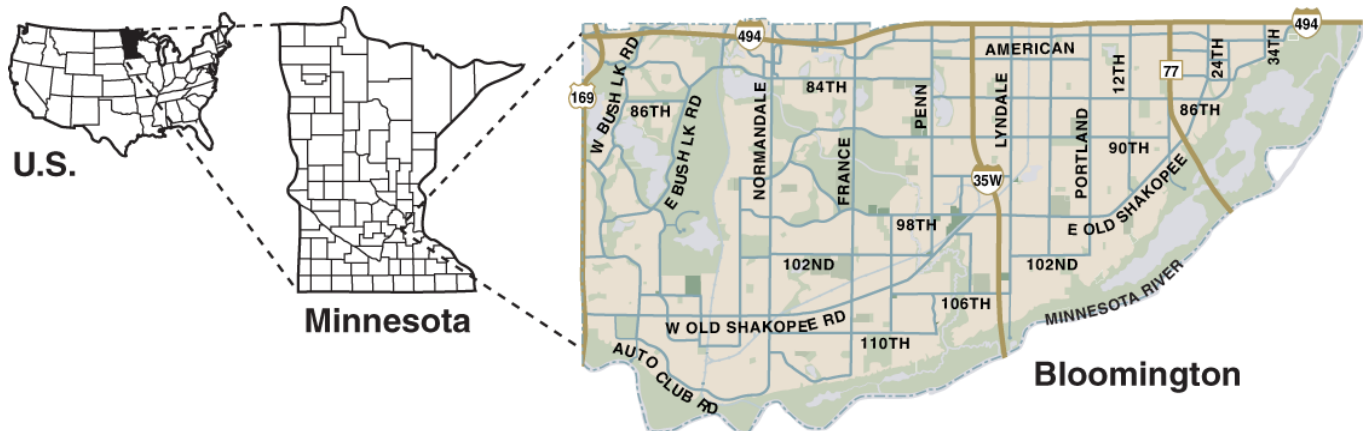 U.S.
Minnesota
Bloomington
494
494
169
77
35W
W BUSH LK RD
E BUSH LK RD
86TH
NORMANDALE
84TH
FRANCE
PENN
AMERICAN
LYNDALE
PORTLAND
12TH
24TH
34TH
86TH
90TH
E OLD SHAKOPEE
98TH
102ND
102ND
106TH
W OLD SHAKOPEE RD
110TH
AUTO CLUB RD
MINNESOTA RIVER